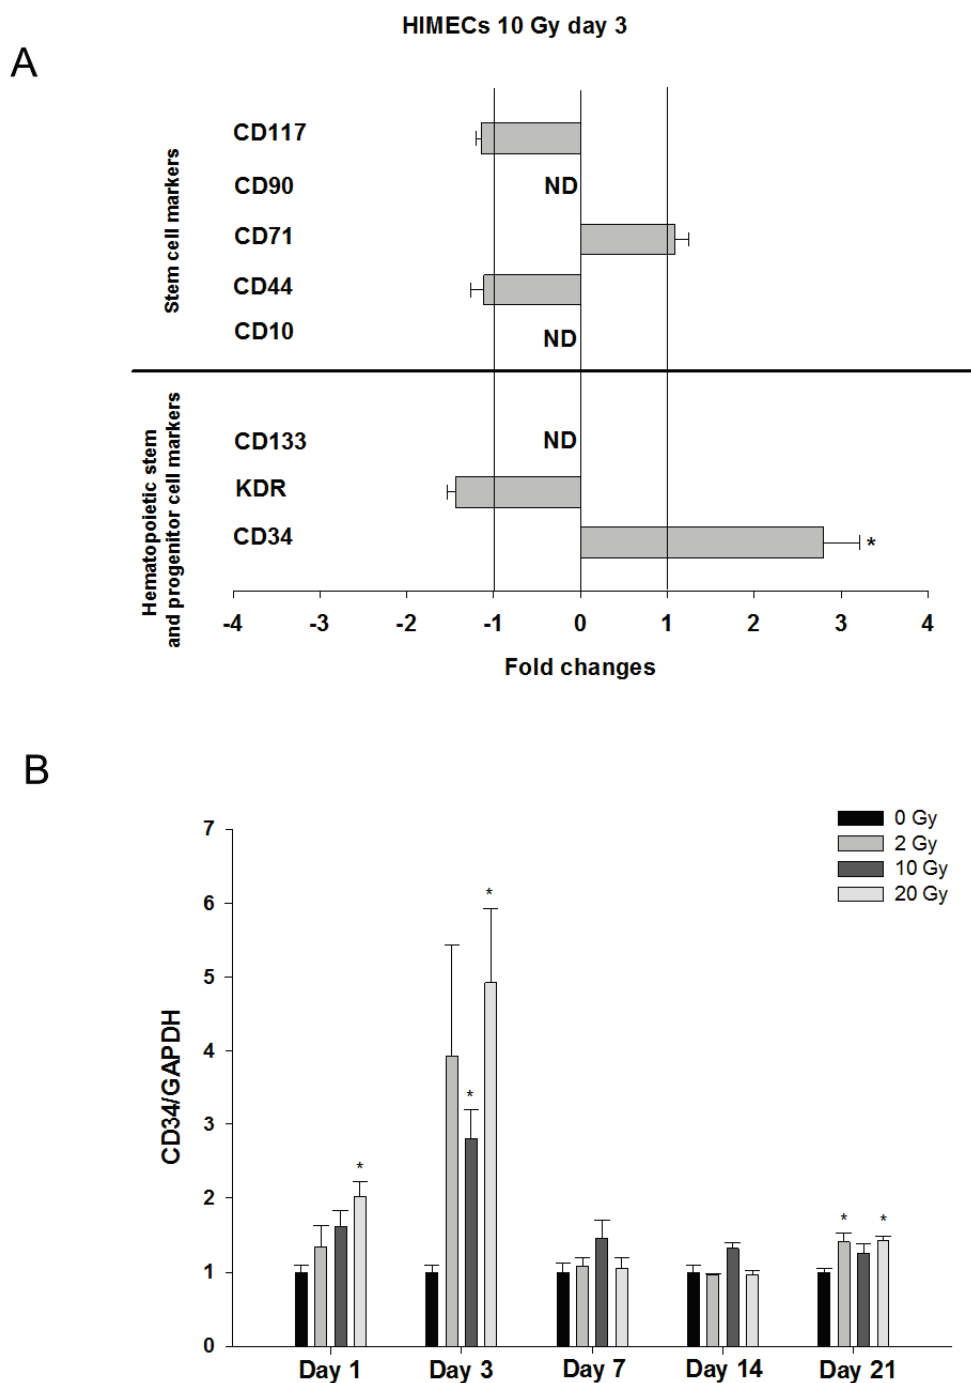 HIMECs 10 Gy day 3
A
Stem cell markers
CD117
CD90
ND
CD71
CD44
CD10
ND
Hematopoietic stem
and progenitor cell markers
CD133
ND
KDR
CD34
*
-4 -3 -2 -1 0 1 2 3 4
Fold changes
B
CD34/GAPDH
7
6
5
4
3
2
1
0
0 Gy
2 Gy
10 Gy
20 Gy
*
*
*
*
*
Day 1 Day 3 Day 7 Day 14 Day 21